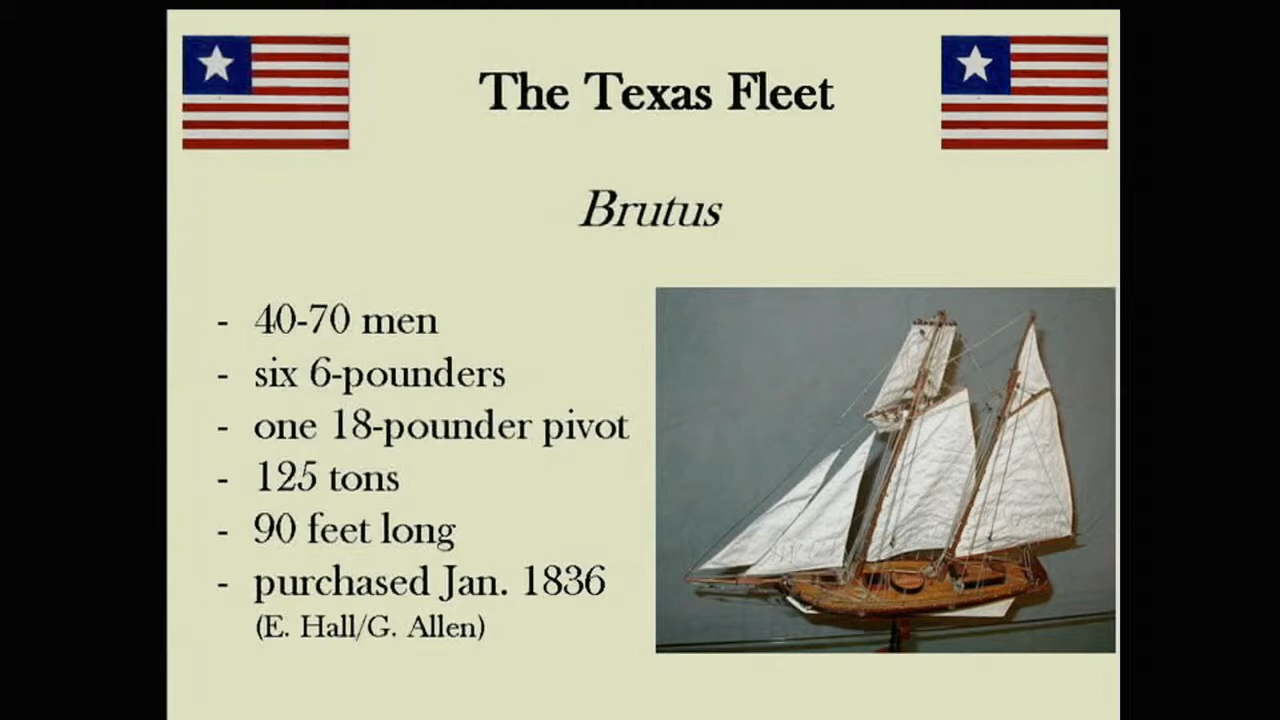 The Texas Fleet
Brutus
- 40-70 men
- six 6-pounders
- one 18-pounder pivot
- 125 tons
- 90 feet long
- purchased Jan. 1836
(E. Hall/G. Allen)